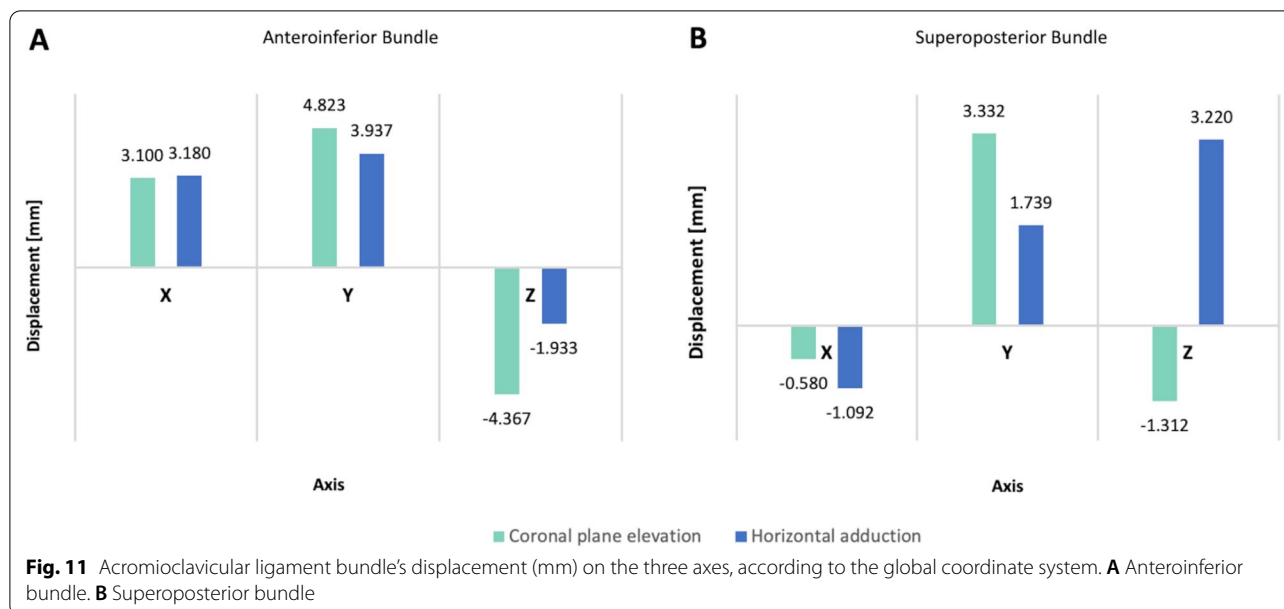 A
Anteroinferior Bundle
Displacement [mm]
3.100
3.180
4.823
3.937
X
Y
Z
-4.367
-1.933
Axis
B
Superoposterior Bundle
Displacement [mm]
3.332
1.739
3.220
X
Y
Z
-0.580
-1.092
-1.312
Axis
Coronal plane elevation
Horizontal adduction
Fig. 11 Acromioclavicular ligament bundle's displacement (mm) on the three axes, according to the global coordinate system. A Anteroinferior
bundle. B Superoposterior bundle